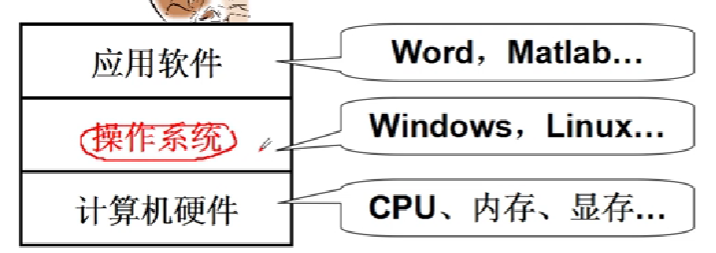 应用软件
Word，Matlab...
操作系统
Windows，Linux...
计算机硬件
CPU、内存、显存...